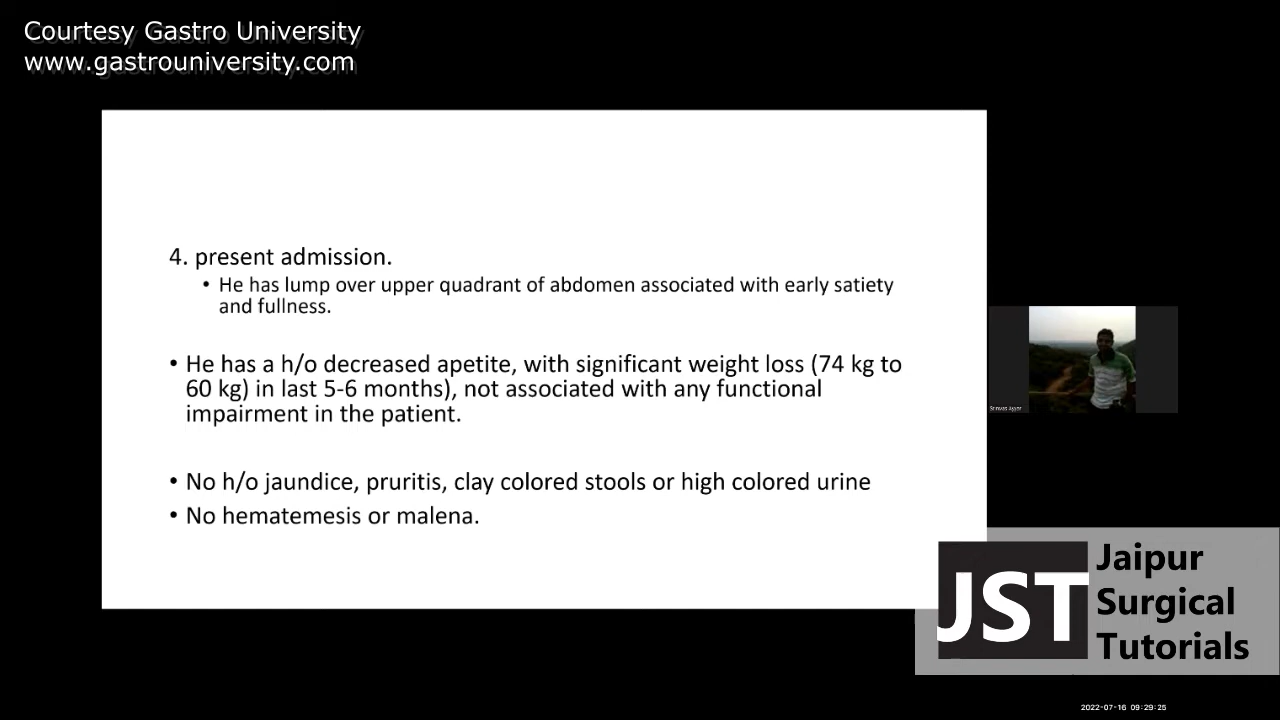 Courtesy Gastro University
www.gastrouniversity.com
4. present admission.
• He has lump over upper quadrant of abdomen associated with early satiety
and fullness.
• He has a h/o decreased apetite, with significant weight loss (74 kg to
60 kg) in last 5-6 months), not associated with any functional
impairment in the patient.
• No h/o jaundice, pruritis, clay colored stools or high colored urine
• No hematemesis or malena.
JST
Jaipur
Surgical
Tutorials
2022-07-16 09:29:25